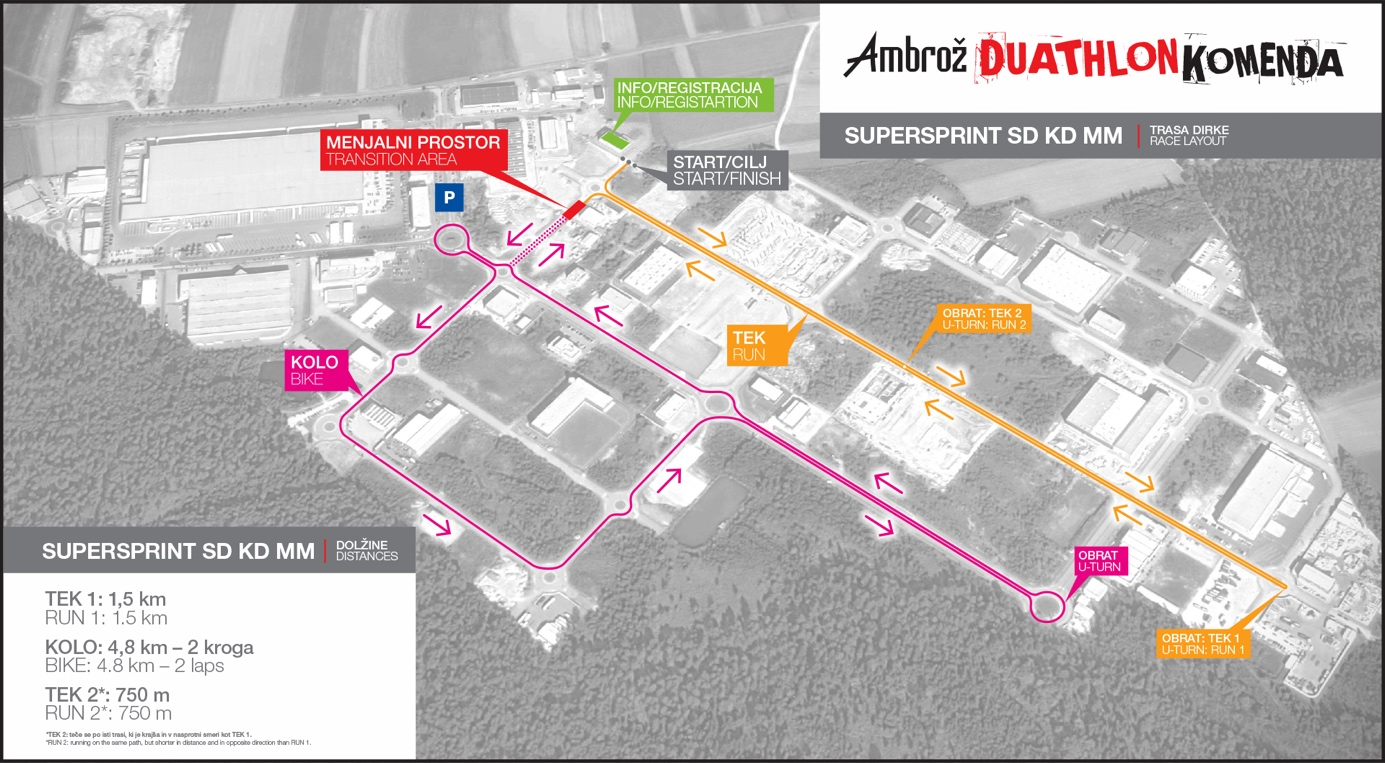 Ambrož DUATHLON KOMENDA
SUPERSPRINT SD KD MM
TRASA DIRKE
RACE LAYOUT
INFO/REGISTRACIJA
INFO/REGISTARTION
MENJALNI PROSTOR
TRANSITION AREA
START/CILJ
START/FINISH
P
OBRAT: TEK 2
U-TURN: RUN 2
TEK
RUN
KOLO
BIKE
OBRAT
U-TURN
OBRAT: TEK 1
U-TURN: RUN 1
SUPERSPRINT SD KD MM
DOLŽINE
DISTANCES
TEK 1: 1,5 km
RUN 1: 1.5 km
KOLO: 4,8 km – 2 kroga
BIKE: 4.8 km – 2 laps
TEK 2*: 750 m
RUN 2*: 750 m
*TEK 2: teče se po isti trasi, ki je krajša in v nasprotni smeri kot TEK 1.
*RUN 2: running on the same path, but shorter in distance and in opposite direction than RUN 1.